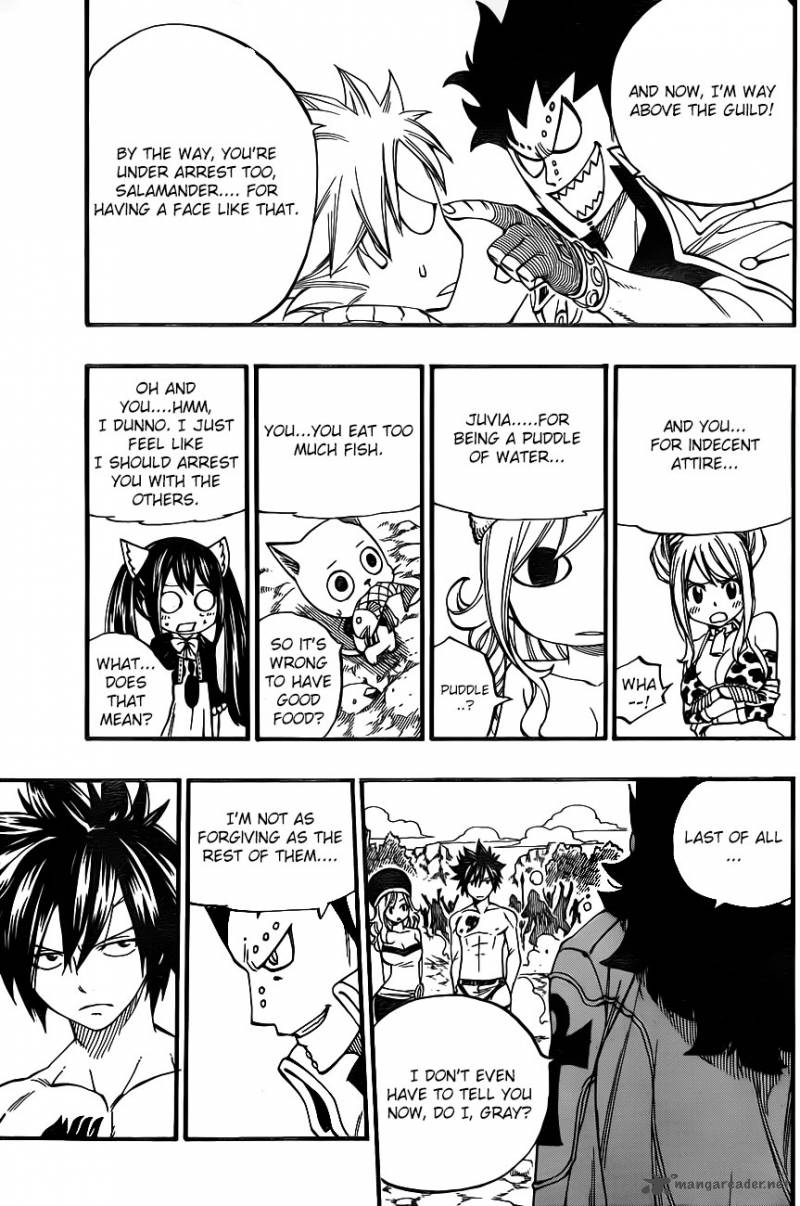 AND NOW, I'M WAY
ABOVE THE GUILD!
BY THE WAY, YOU'RE
UNDER ARREST TOO,
SALAMANDER.... FOR
HAVING A FACE LIKE THAT.
AND YOU...
FOR INDECENT
ATTIRE...
WHA
--!
JUVIA.....FOR
BEING A PUDDLE
OF WATER...
PUDDLE
..?
YOU...YOU EAT TOO
MUCH FISH.
SO IT'S
WRONG
TO HAVE
GOOD
FOOD?
OH AND
YOU....HMM,
I DUNNO. I JUST
FEEL LIKE
I SHOULD ARREST
YOU WITH THE
OTHERS.
WHAT...
DOES
THAT
MEAN?
LAST OF ALL
...
I DON'T EVEN
HAVE TO TELL YOU
NOW, DO I, GRAY?
I'M NOT AS
FORGIVING AS THE
REST OF THEM....
mangareader.net